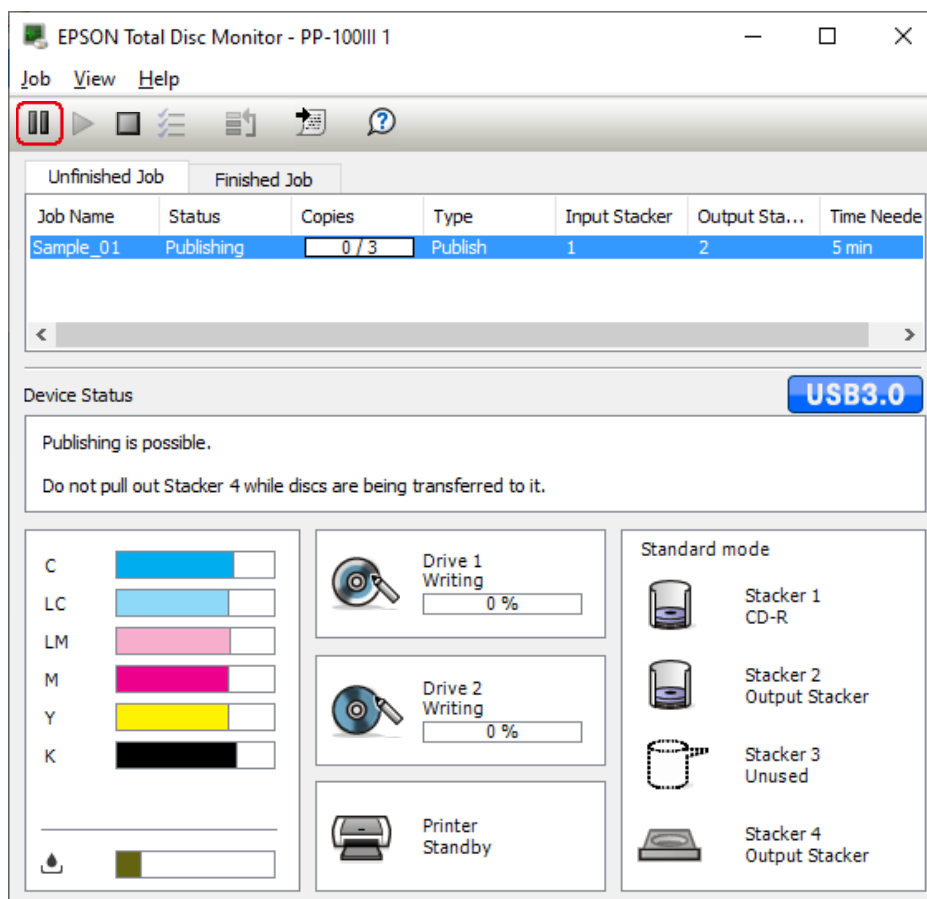 EPSON Total Disc Monitor - PP-100III 1
Job View Help
Unfinished Job Finished Job
Job Name Status Copies Type Input Stacker Output Sta... Time Neede
Sample_01 Publishing 0 / 3 Publish 1 2 5 min
Device Status USB3.0
Publishing is possible.
Do not pull out Stacker 4 while discs are being transferred to it.
C
LC
LM
M
Y
K
Drive 1
Writing
0 %
Drive 2
Writing
0 %
Printer
Standby
Standard mode
Stacker 1
CD-R
Stacker 2
Output Stacker
Stacker 3
Unused
Stacker 4
Output Stacker